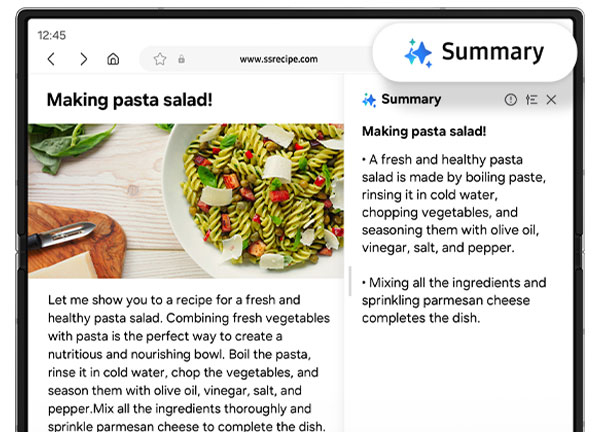 12:45
www.ssrecipe.com
Summary
Making pasta salad!
Let me show you to a recipe for a fresh and
healthy pasta salad. Combining fresh vegetables
with pasta is the perfect way to create a
nutritious and nourishing bowl. Boil the pasta,
rinse it in cold water, chop the vegetables, and
season them with olive oil, vinegar, salt, and
pepper.Mix all the ingredients thoroughly and
sprinkle parmesan cheese to complete the dish.
Summary
Making pasta salad!
• A fresh and healthy pasta
salad is made by boiling paste,
rinsing it in cold water,
chopping vegetables, and
seasoning them with olive oil,
vinegar, salt, and pepper.
• Mixing all the ingredients and
sprinkling parmesan cheese
completes the dish.